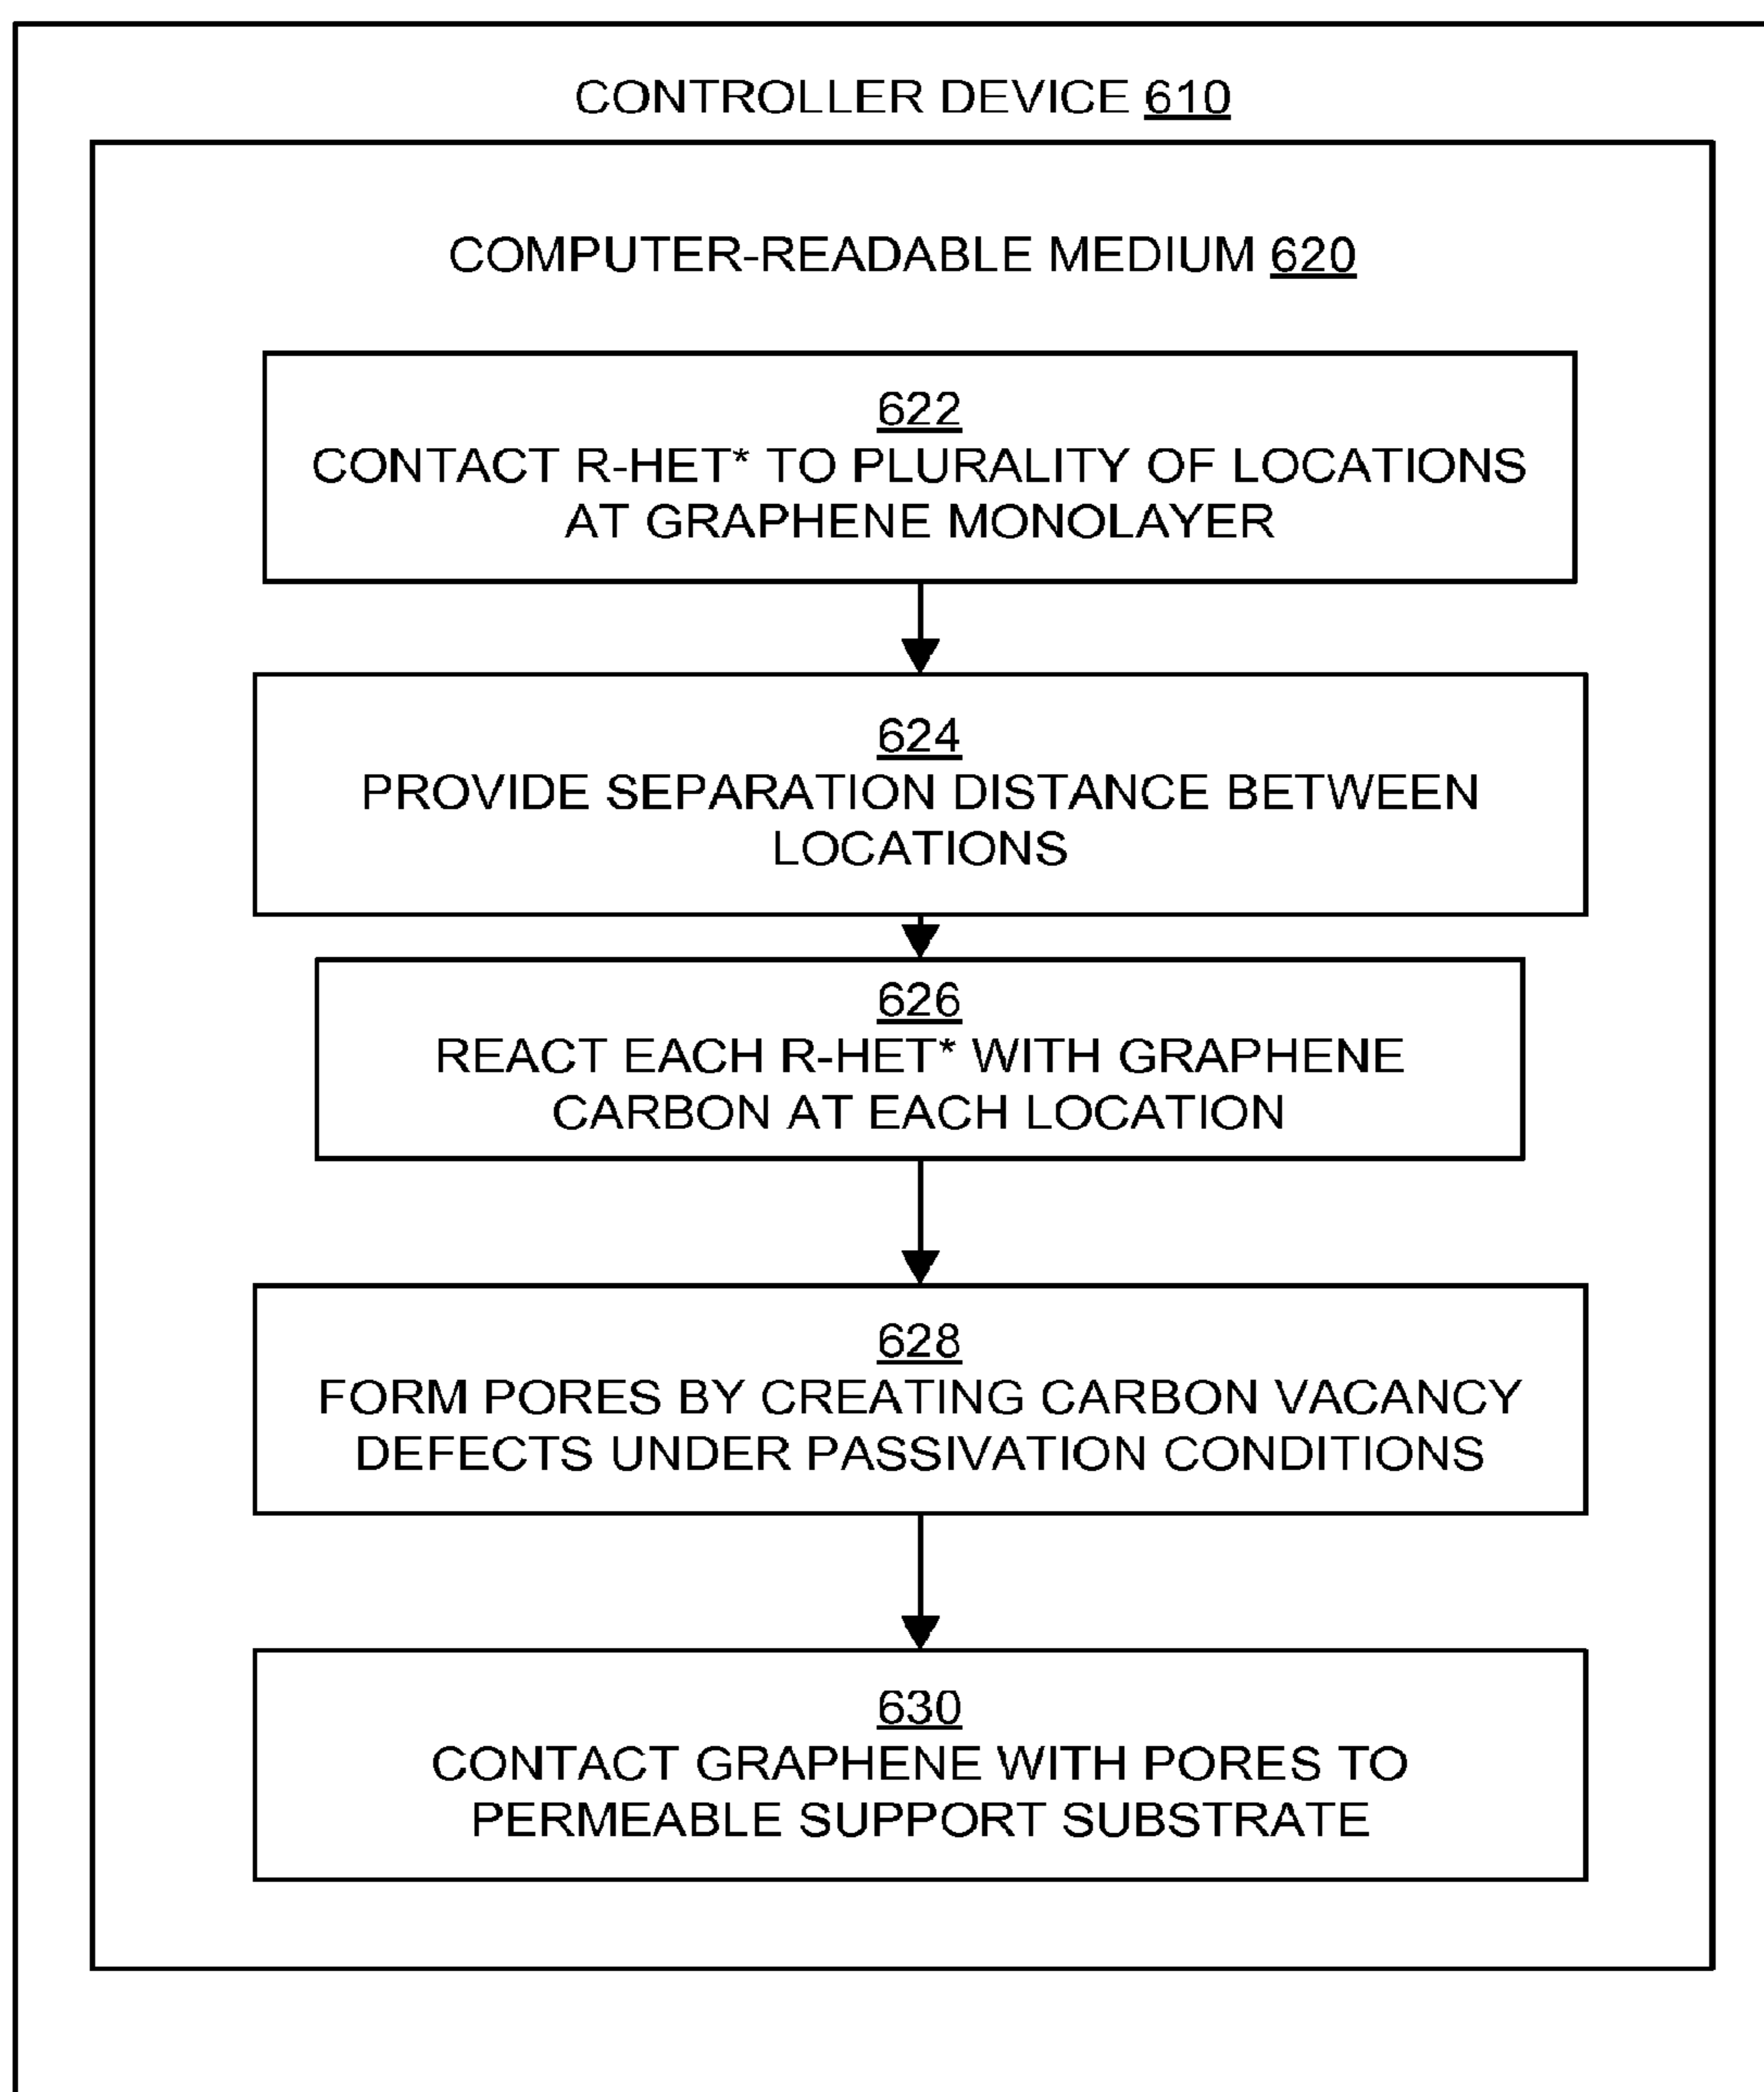 CONTROLLER DEVICE 610
COMPUTER-READABLE MEDIUM 620
622
CONTACT R-HET* TO PLURALITY OF LOCATIONS
AT GRAPHENE MONOLAYER
624
PROVIDE SEPARATION DISTANCE BETWEEN
LOCATIONS
626
REACT EACH R-HET* WITH GRAPHENE
CARBON AT EACH LOCATION
628
FORM PORES BY CREATING CARBON VACANCY
DEFECTS UNDER PASSIVATION CONDITIONS
630
CONTACT GRAPHENE WITH PORES TO
PERMEABLE SUPPORT SUBSTRATE